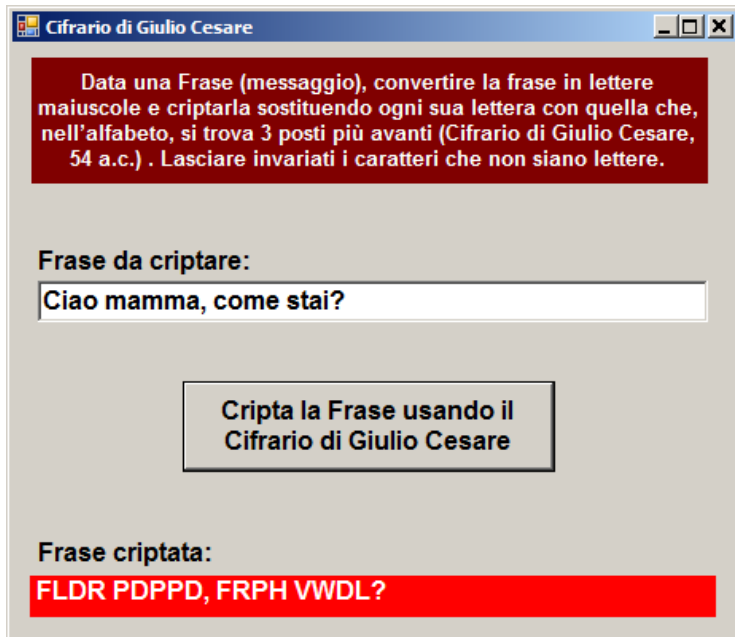 Cifrario di Giulio Cesare
Data una Frase (messaggio), convertire la frase in lettere
maiuscole e criptarla sostituendo ogni sua lettera con quella che,
nell'alfabeto, si trova 3 posti più avanti (Cifrario di Giulio Cesare,
54 a.c.) . Lasciare invariati i caratteri che non siano lettere.
Frase da criptare:
Ciao mamma, come stai?
Cripta la Frase usando il
Cifrario di Giulio Cesare
Frase criptata:
FLDR PDPPD, FRPH VWDL?